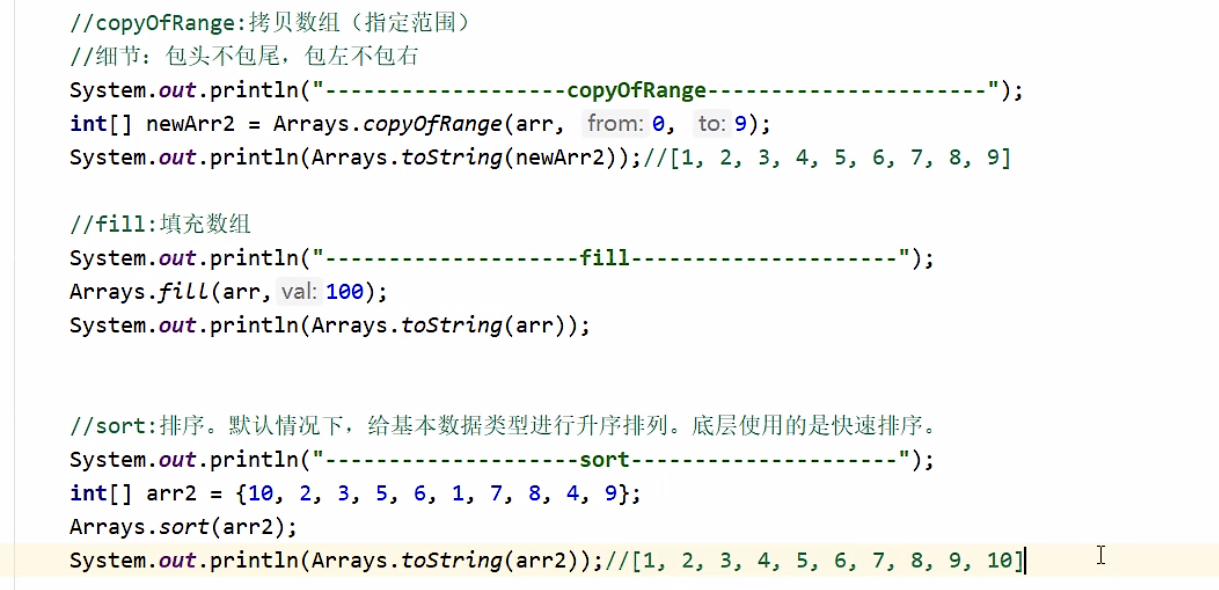 //copyOfRange:拷贝数组（指定范围）
//细节：包头不包尾，包左不包右
System.out.println("-------------------copyOfRange----------------------");
int[] newArr2 = Arrays.copyOfRange(arr, from: 0, to: 9);
System.out.println(Arrays.toString(newArr2));//[1, 2, 3, 4, 5, 6, 7, 8, 9]
//fill:填充数组
System.out.println("--------------------fill---------------------");
Arrays.fill(arr, val: 100);
System.out.println(Arrays.toString(arr));
//sort:排序。默认情况下，给基本数据类型进行升序排列。底层使用的是快速排序。
System.out.println("--------------------sort---------------------");
int[] arr2 = {10, 2, 3, 5, 6, 1, 7, 8, 4, 9};
Arrays.sort(arr2);
System.out.println(Arrays.toString(arr2));//[1, 2, 3, 4, 5, 6, 7, 8, 9, 10]